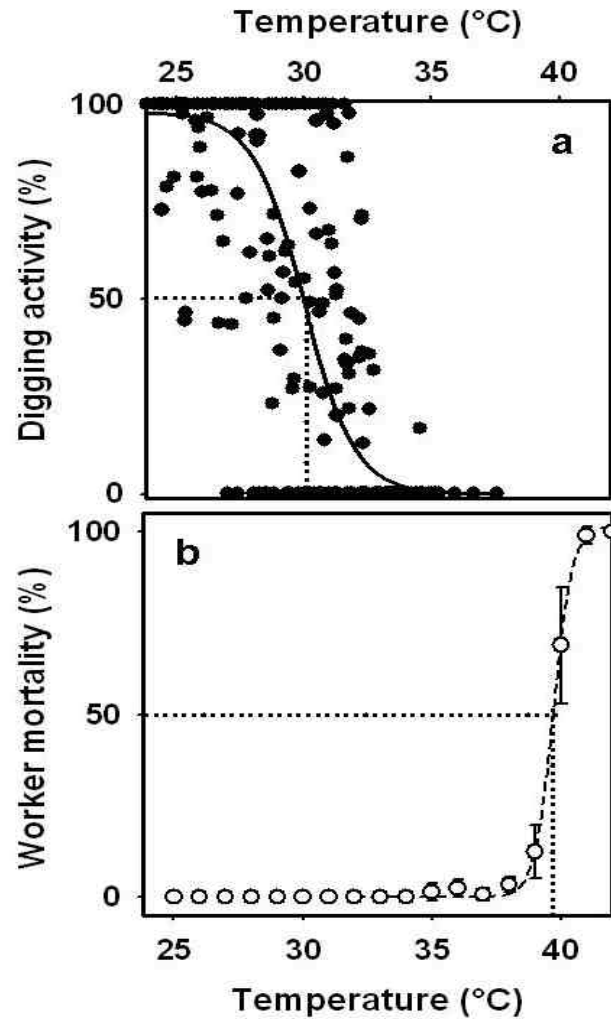 Temperature (°C)
25 30 35 40
a
100
50
0
Digging activity (%)
b
100
50
0
Worker mortality (%)
25 30 35 40
Temperature (°C)